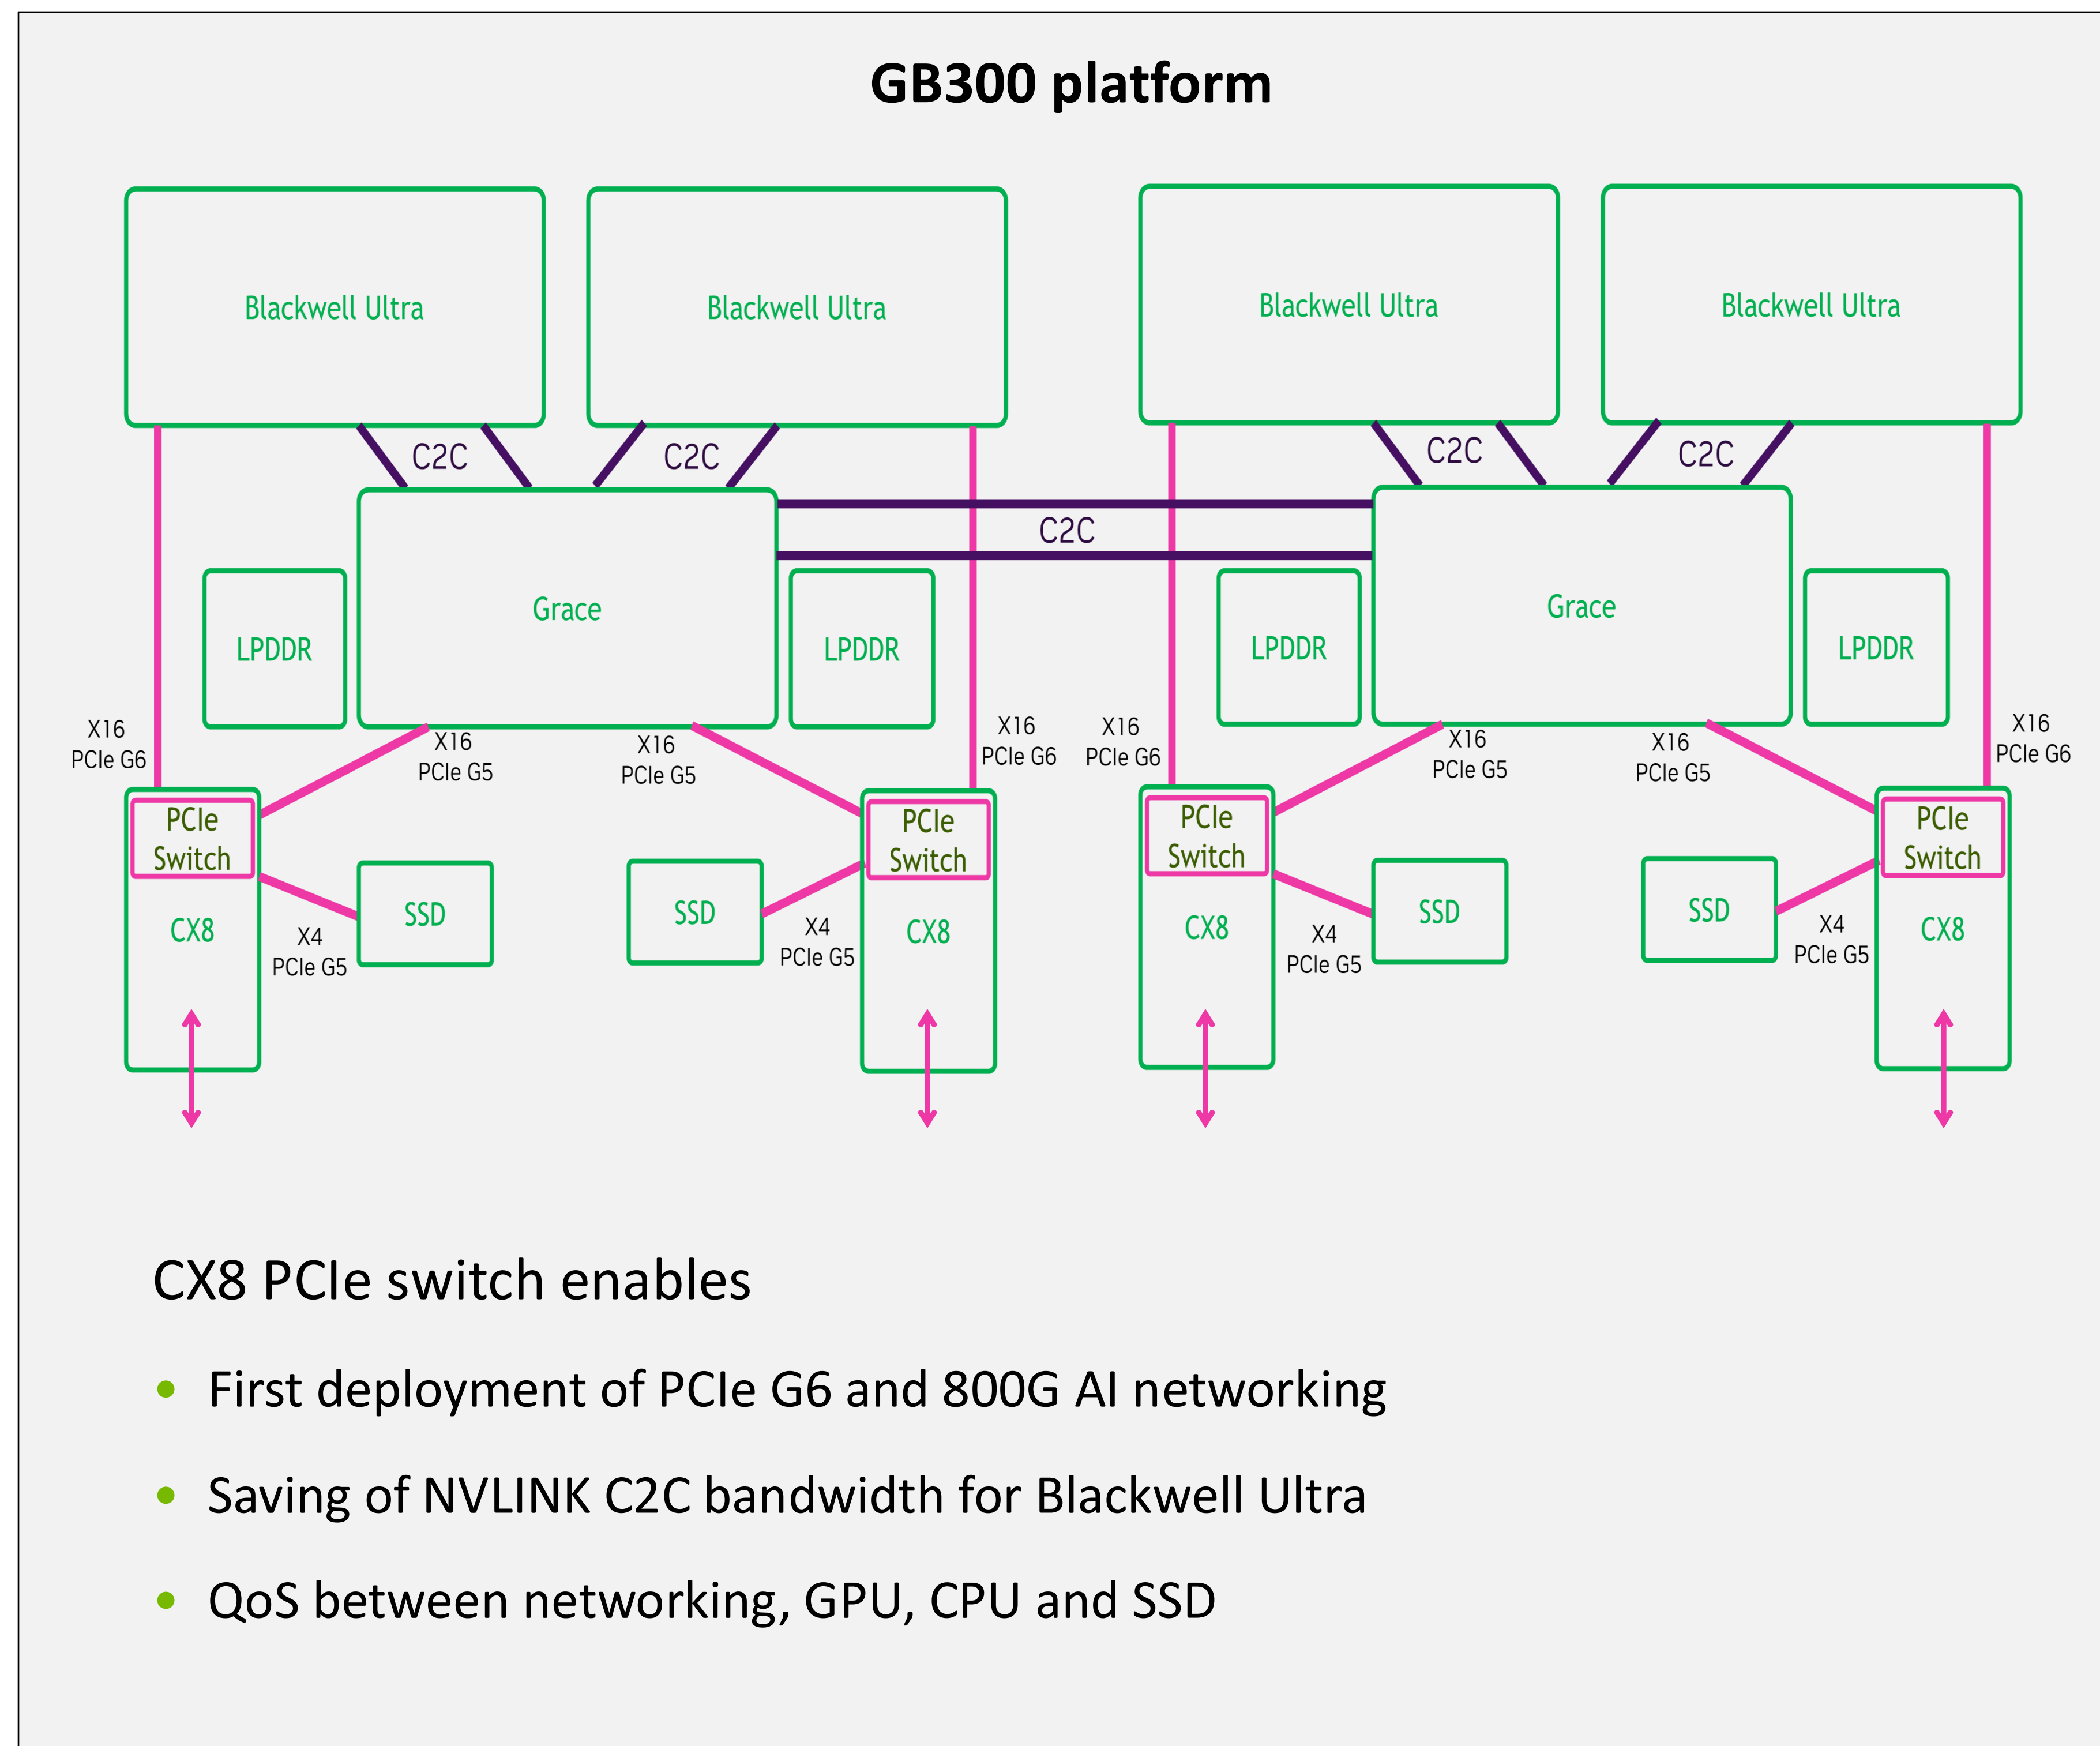 GB300 platform
Blackwell Ultra
Blackwell Ultra
Blackwell Ultra
Blackwell Ultra
C2C
C2C
C2C
C2C
C2C
Grace
Grace
LPDDR
LPDDR
LPDDR
LPDDR
X16
PCIe G6
X16
PCIe G5
X16
PCIe G5
X16
PCIe G6
X16
PCIe G6
X16
PCIe G5
X16
PCIe G5
X16
PCIe G6
PCIe
Switch
CX8
X4
PCIe G5
SSD
SSD
X4
PCIe G5
PCIe
Switch
CX8
PCIe
Switch
CX8
X4
PCIe G5
SSD
SSD
X4
PCIe G5
PCIe
Switch
CX8
CX8 PCIe switch enables
• First deployment of PCIe G6 and 800G AI networking
• Saving of NVLINK C2C bandwidth for Blackwell Ultra
• QoS between networking, GPU, CPU and SSD